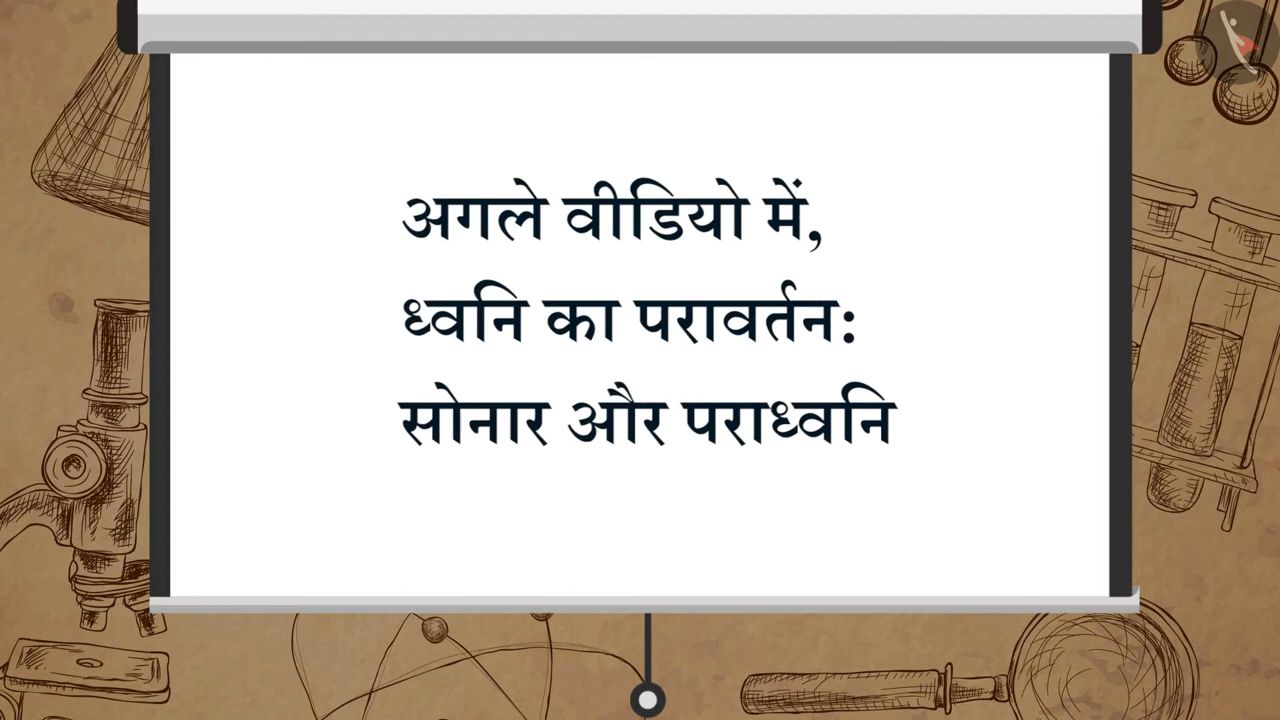 अगले वीडियो में,
ध्वनि का परावर्तन:
सोनार और पराध्वनि